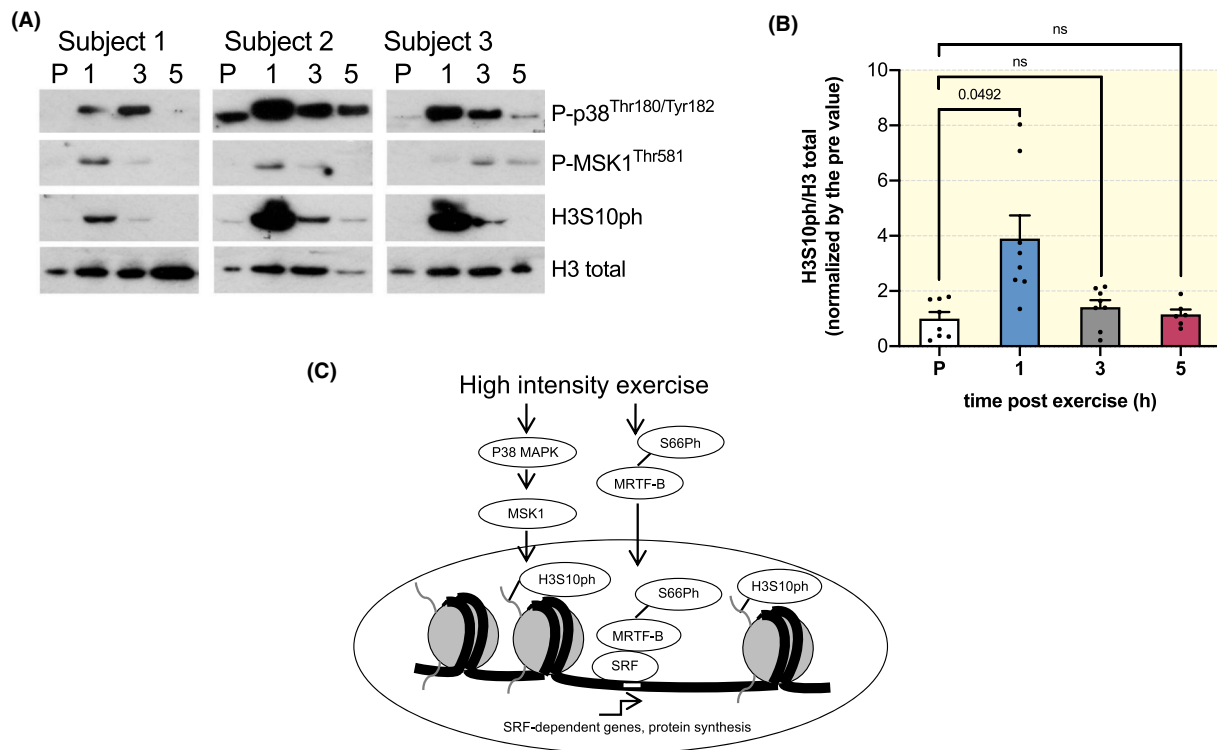 (A)
Subject 1 Subject 2 Subject 3
P 1 3 5 P 1 3 5 P 1 3 5
P-p38Thr180/Tyr182
P-MSK1Thr581
H3S10ph
H3 total
(B)
ns
ns
0.0492
H3S10ph/H3 total
(normalized by the pre value)
10
8
6
4
2
0
P 1 3 5
time post exercise (h)
(C)
High intensity exercise
P38 MAPK
S66Ph
MRTF-B
MSK1
H3S10ph
S66Ph
H3S10ph
MRTF-B
SRF
SRF-dependent genes, protein synthesis